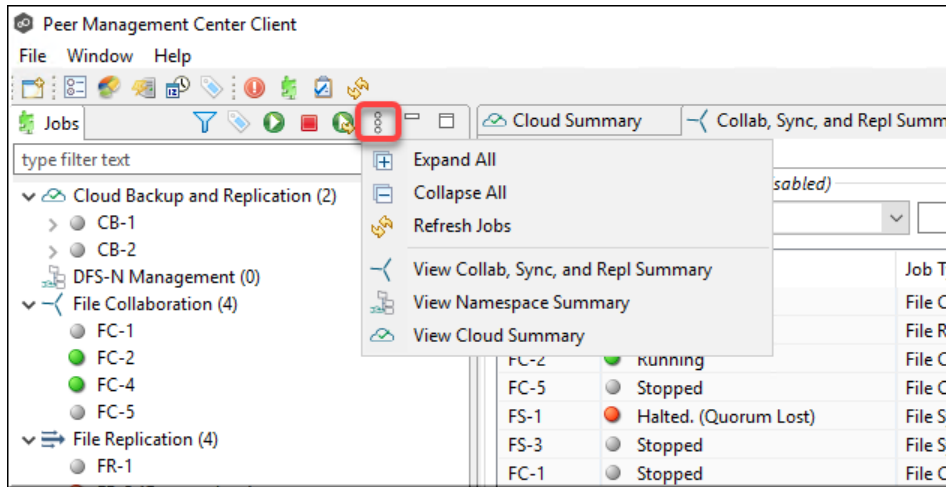 Peer Management Center Client
File Window Help
Jobs
Cloud Summary
Collab, Sync, and Repl Summ
type filter text
Expand All
Collapse All
Refresh Jobs
View Collab, Sync, and Repl Summary
View Namespace Summary
View Cloud Summary
sabled)
Cloud Backup and Replication (2)
CB-1
CB-2
DFS-N Management (0)
File Collaboration (4)
FC-1
FC-2
FC-4
FC-5
File Replication (4)
FR-1
Job T
File C
File R
FC-2 Running File C
FC-5 Stopped File C
FS-1 Halted. (Quorum Lost) File S
FS-3 Stopped File S
FC-1 Stopped File C